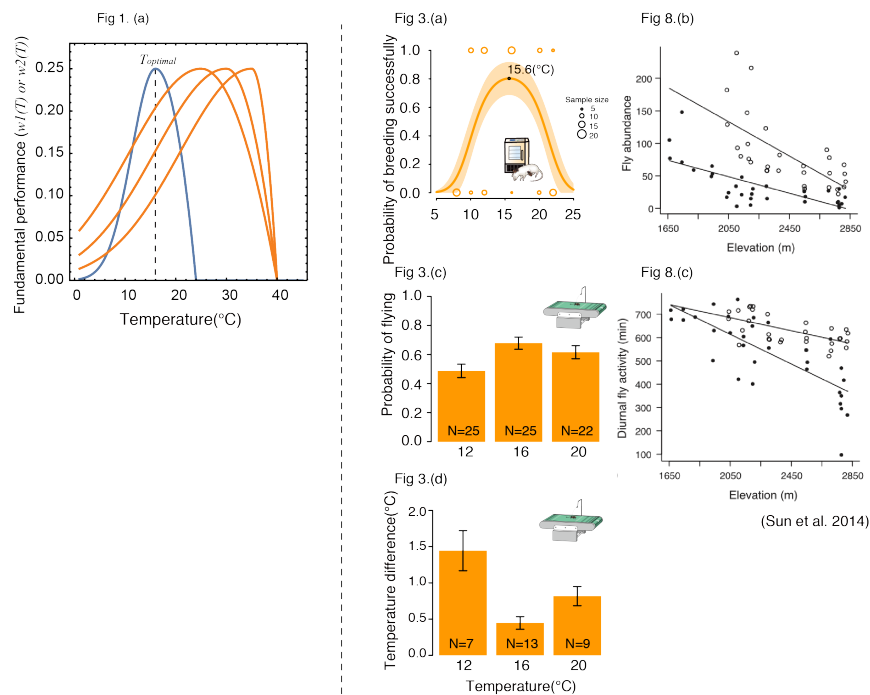 Fig 1. (a)
Fundamental performance (w1(T) or w2(T))
Toptimal
0.25
0.20
0.15
0.10
0.05
0.00
0 10 20 30 40
Temperature(°C)
Fig 3.(a)
Probability of breeding successfully
1.0
0.8
0.6
0.4
0.2
0.0
15.6(°C)
Sample size
5
10
15
20
5 10 15 20 25
Fig 3.(c)
Probability of flying
1.0
0.8
0.6
0.4
0.2
0.0
N=25 N=25 N=22
12 16 20
Fig 3.(d)
Temperature difference(°C)
2.0
1.5
1.0
0.5
0.0
N=7 N=13 N=9
12 16 20
Temperature(°C)
Fig 8.(b)
Fly abundance
200
150
100
50
0
1650 2050 2450 2850
Elevation (m)
Fig 8.(c)
Diurnal fly activity (min)
700
600
500
400
300
200
100
1650 2050 2450 2850
Elevation (m)
(Sun et al. 2014)